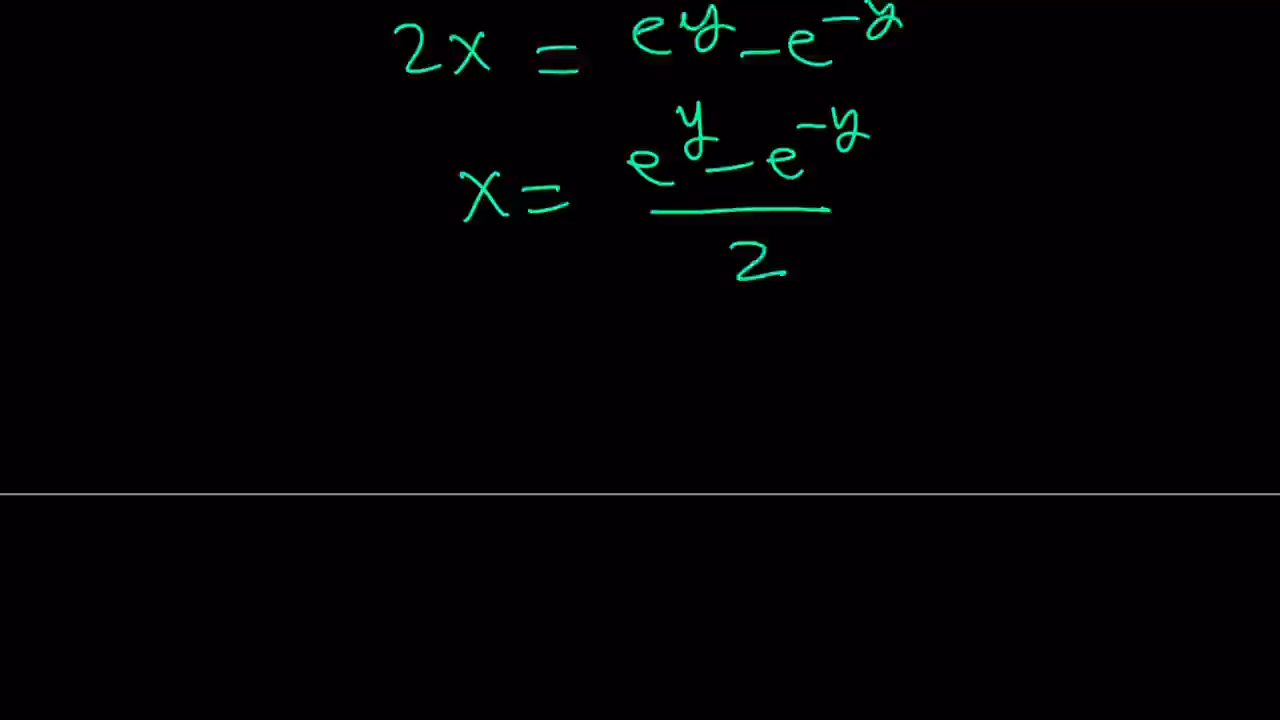 2x = e^y - e^-y
x = (e^y - e^-y)/2